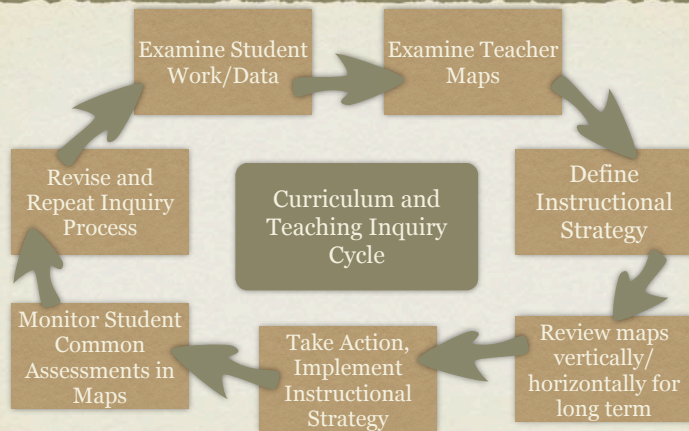 Examine Student
Work/Data
Examine Teacher
Maps
Define
Instructional
Strategy
Review maps
vertically/
horizontally for
long term
Take Action,
Implement
Instructional
Strategy
Monitor Student
Common
Assessments in
Maps
Revise and
Repeat Inquiry
Process
Curriculum and
Teaching Inquiry
Cycle